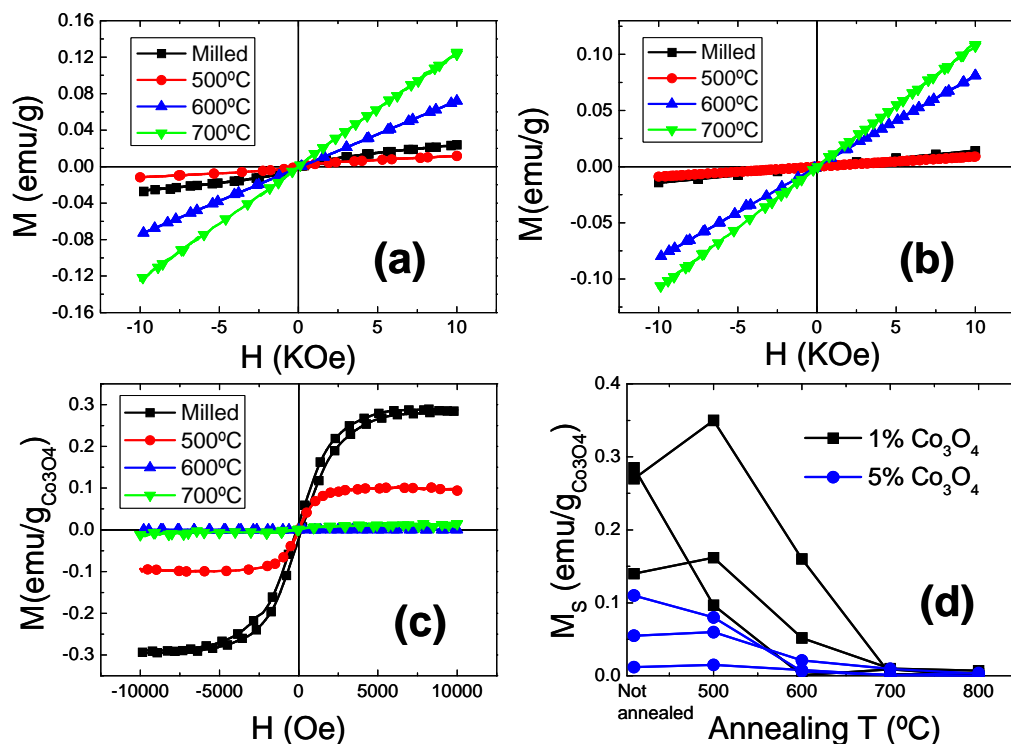 0.16
0.12
0.08
0.04
0.00
-0.04
-0.08
-0.12
M (emu/g)
Milled
500ºC
600ºC
700ºC
(a)
-10 -5 0 5 10
H (KOe)
0.10
0.05
0.00
-0.05
-0.10
M(emu/g)
Milled
500ºC
600ºC
700ºC
(b)
-10 -5 0 5 10
H (KOe)
0.3
0.2
0.1
0.0
-0.1
-0.2
-0.3
M(emu/g_Co3O4)
Milled
500ºC
600ºC
700ºC
(c)
-10000 -5000 0 5000 10000
H (Oe)
0.4
0.3
0.2
0.1
0.0
M_S (emu/g_Co3O4)
1% Co₃O₄
5% Co₃O₄
(d)
Not 500 600 700 800
annealed
Annealing T (ºC)